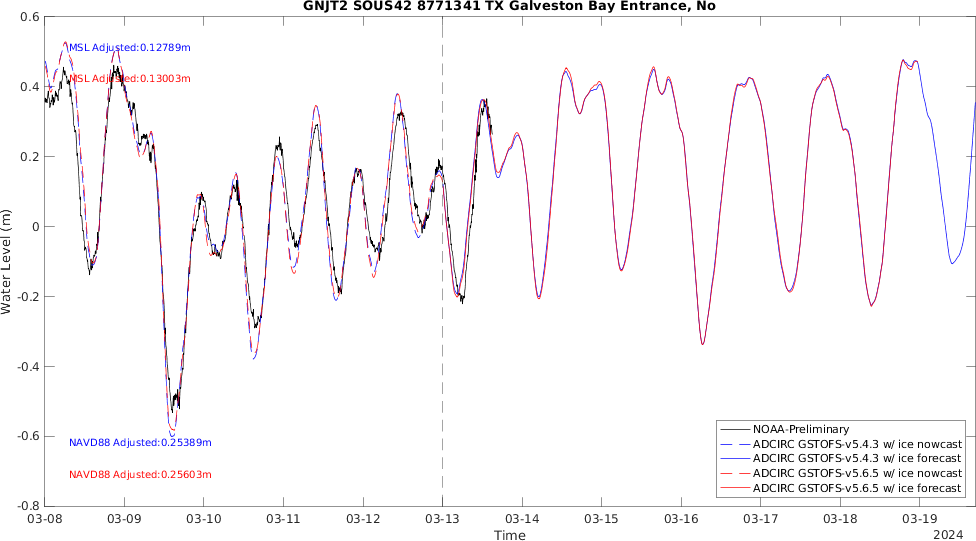 GNJT2 SOUS42 8771341 TX Galveston Bay Entrance, No
0.6
MSL Adjusted:0.12789m
MSL Adjusted:0.13003m
0.4
0.2
0
-0.2
-0.4
-0.6
-0.8
Water Level (m)
NAVD88 Adjusted:0.25389m
NAVD88 Adjusted:0.25603m
NOAA-Preliminary
ADCIRC GSTOFS-v5.4.3 w/ ice nowcast
ADCIRC GSTOFS-v5.4.3 w/ ice forecast
ADCIRC GSTOFS-v5.6.5 w/ ice nowcast
ADCIRC GSTOFS-v5.6.5 w/ ice forecast
03-08 03-09 03-10 03-11 03-12 03-13 03-14 03-15 03-16 03-17 03-18 03-19
Time
2024